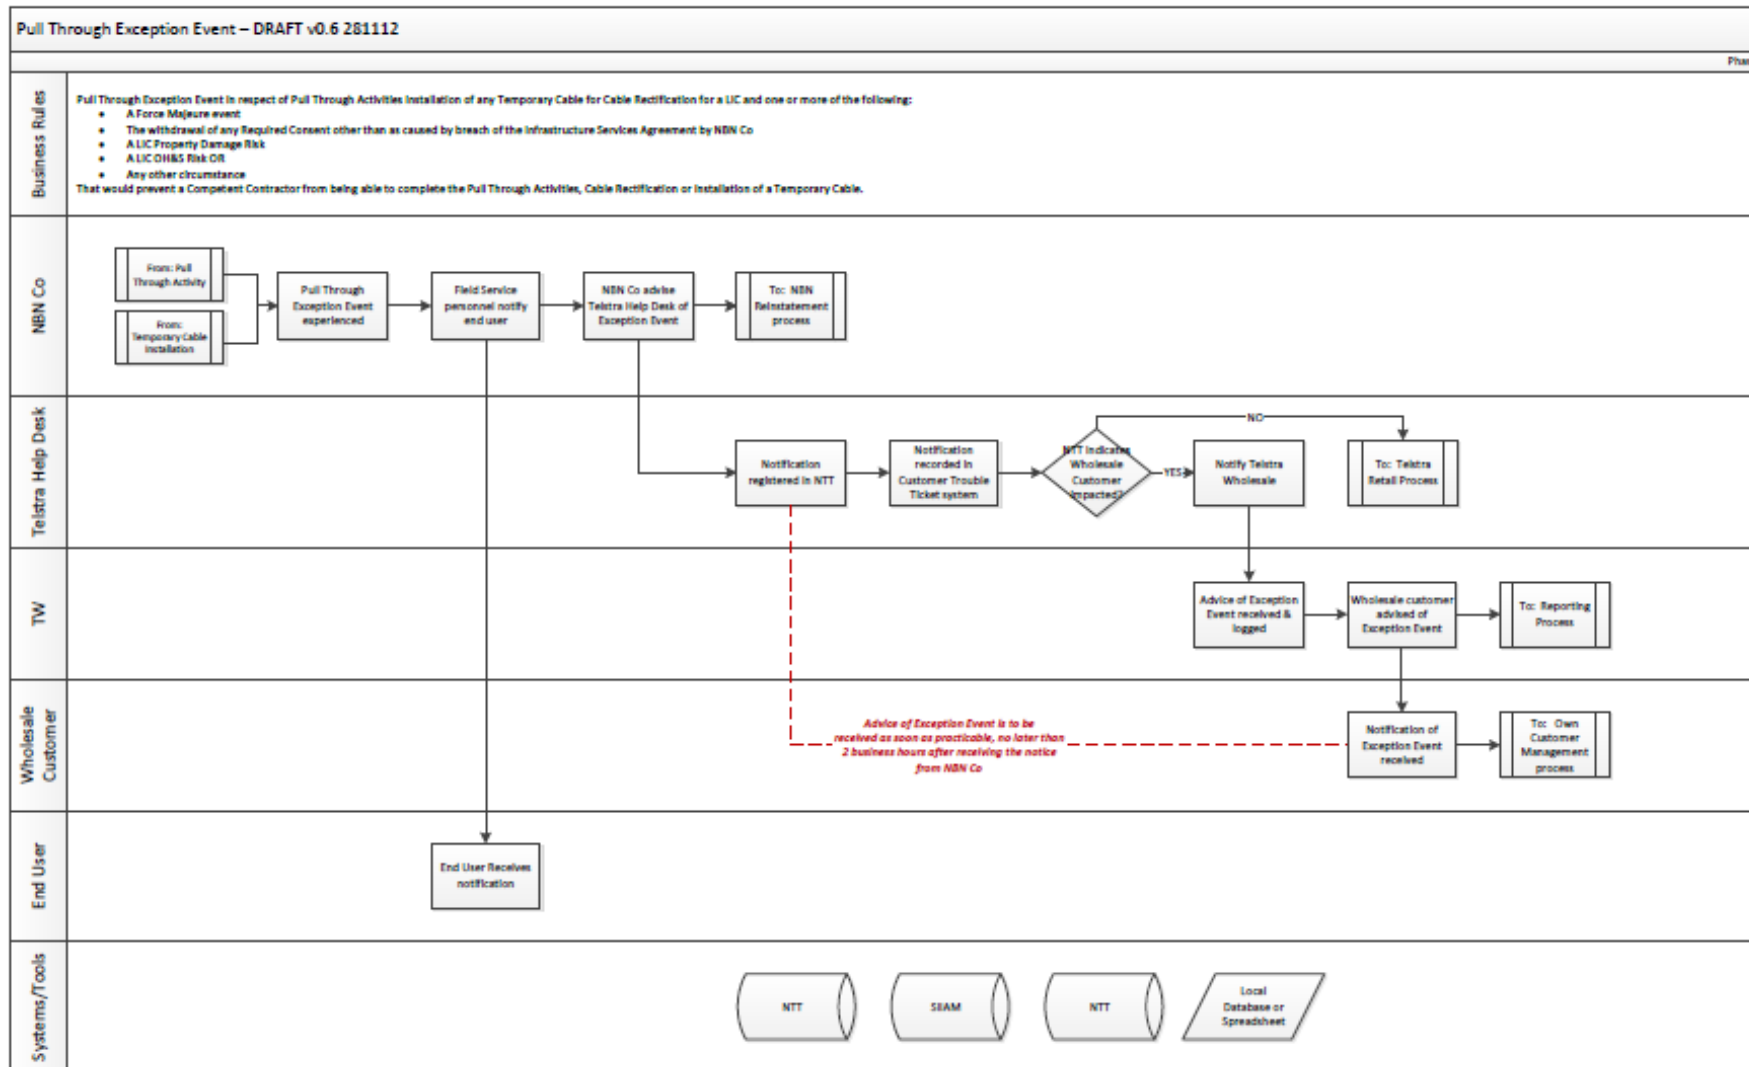 Pull Through Exception Event – DRAFT v0.6 281112
Phas
Business Rules
Pull Through Exception Event in respect of Pull Through Activities Installation of any Temporary Cable for Cable Rectification for a LIC and one or more of the following:
• A Force Majeure event
• The withdrawal of any Required Consent other than as caused by breach of the Infrastructure Services Agreement by NBN Co
• A LIC Property Damage Risk
• A LIC OH&S Risk OR
• Any other circumstance
That would prevent a Competent Contractor from being able to complete the Pull Through Activities, Cable Rectification or Installation of a Temporary Cable.
NBN Co
From: Pull
Through Activity
From:
Temporary Cable
Installation
Pull Through
Exception Event
experienced
Field Service
personnel notify
end user
NBN Co advise
Telstra Help Desk of
Exception Event
To: NBN
Reinstatement
process
Telstra Help Desk
Notification
registered in NTT
Notification
recorded in
Customer Trouble
Ticket system
NTT indicates
Wholesale
Customer
impacted?
NO
YES
Notify Telstra
Wholesale
To: Telstra
Retail Process
TW
Advice of Exception
Event received &
logged
Wholesale customer
advised of
Exception Event
To: Reporting
Process
Wholesale
Customer
Advice of Exception Event is to be
received as soon as practicable, no later than
2 business hours after receiving the notice
from NBN Co
Notification of
Exception Event
received
To: Own
Customer
Management
process
End User
End User Receives
notification
Systems/Tools
NTT
SIIAM
NTT
Local
Database or
Spreadsheet